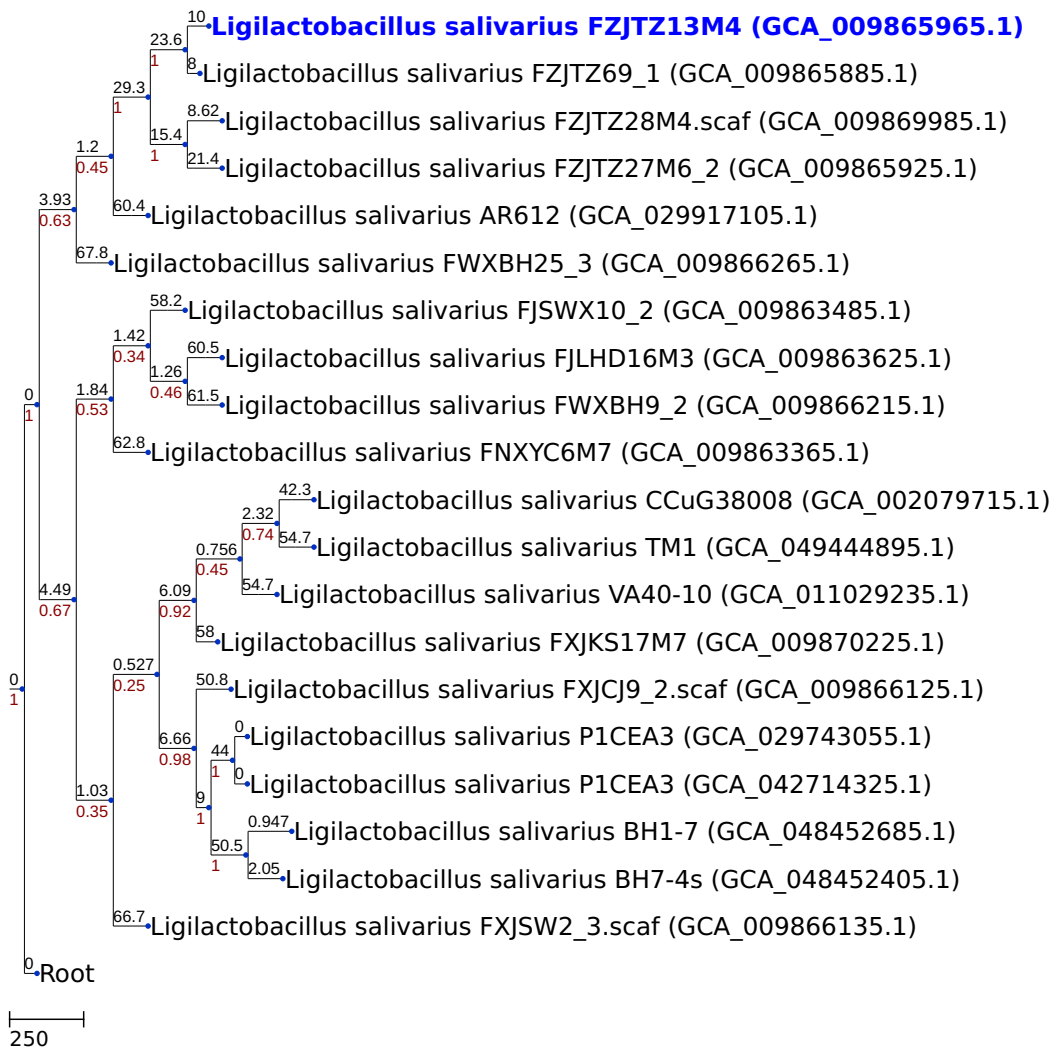 10
Ligilactobacillus salivarius FZJTZ13M4 (GCA_009865965.1)
23.6
1
8
Ligilactobacillus salivarius FZJTZ69_1 (GCA_009865885.1)
29.3
1
8.62
Ligilactobacillus salivarius FZJTZ28M4.scaf (GCA_009869985.1)
15.4
1
21.4
Ligilactobacillus salivarius FZJTZ27M6_2 (GCA_009865925.1)
1.2
0.45
60.4
Ligilactobacillus salivarius AR612 (GCA_029917105.1)
3.93
0.63
67.8
Ligilactobacillus salivarius FWXBH25_3 (GCA_009866265.1)
58.2
Ligilactobacillus salivarius FJSWX10_2 (GCA_009863485.1)
1.42
0.34
60.5
Ligilactobacillus salivarius FJLHD16M3 (GCA_009863625.1)
1.26
0.46
61.5
Ligilactobacillus salivarius FWXBH9_2 (GCA_009866215.1)
1.84
0.53
0
1
62.8
Ligilactobacillus salivarius FNXYC6M7 (GCA_009863365.1)
42.3
Ligilactobacillus salivarius CCuG38008 (GCA_002079715.1)
2.32
0.74
54.7
Ligilactobacillus salivarius TM1 (GCA_049444895.1)
0.756
0.45
54.7
Ligilactobacillus salivarius VA40-10 (GCA_011029235.1)
4.49
0.67
6.09
0.92
58
Ligilactobacillus salivarius FXJKS17M7 (GCA_009870225.1)
0.527
0.25
0
1
50.8
Ligilactobacillus salivarius FXJCJ9_2.scaf (GCA_009866125.1)
6.66
0.98
0
Ligilactobacillus salivarius P1CEA3 (GCA_029743055.1)
44
1
0
Ligilactobacillus salivarius P1CEA3 (GCA_042714325.1)
1.03
0.35
9
1
0.947
Ligilactobacillus salivarius BH1-7 (GCA_048452685.1)
50.5
1
2.05
Ligilactobacillus salivarius BH7-4s (GCA_048452405.1)
66.7
Ligilactobacillus salivarius FXJSW2_3.scaf (GCA_009866135.1)
0
Root
250